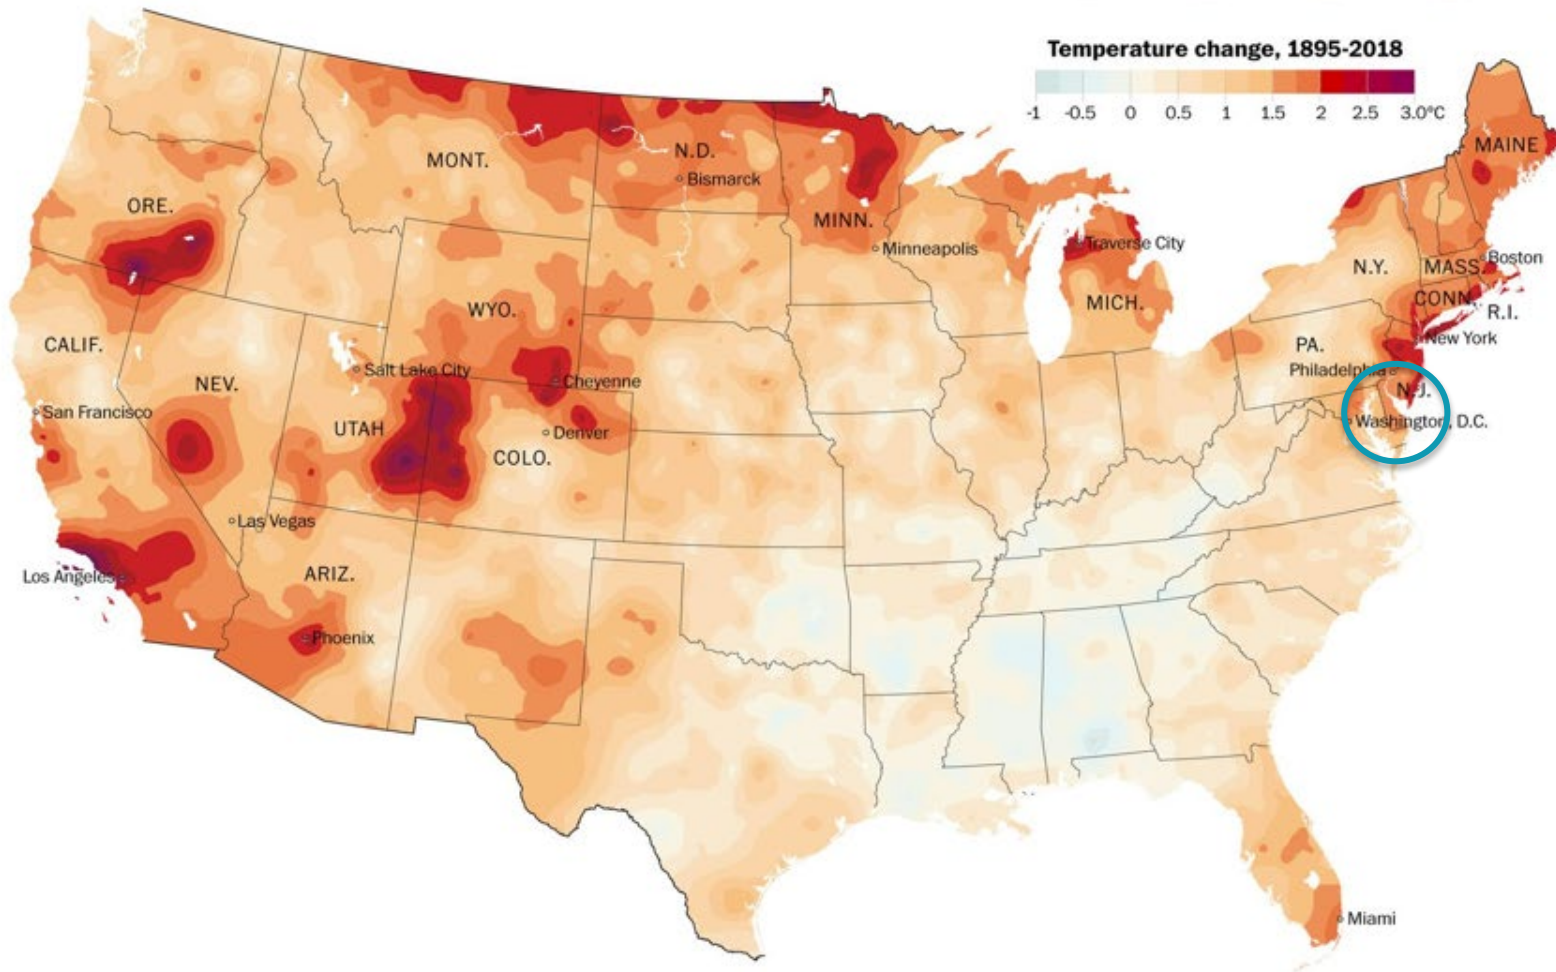 Temperature change, 1895-2018
-1 -0.5 0 0.5 1 1.5 2 2.5 3.0°C
MAINE
MONT.
N.D.
Bismarck
ORE.
MINN.
Minneapolis
Traverse City
N.Y.
MASS.
Boston
WYO.
MICH.
CONN.
R.I.
CALIF.
PA.
New York
Salt Lake City
Cheyenne
Philadelphia
NEV.
N.J.
San Francisco
UTAH
Denver
Washington, D.C.
COLO.
Las Vegas
Los Angeles
ARIZ.
Phoenix
Miami